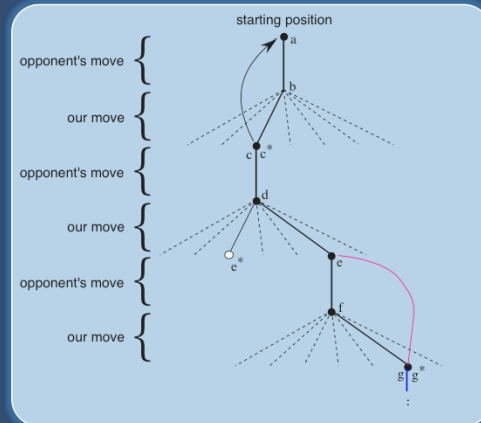 starting position
a
opponent's move {
b
our move {
c c*
opponent's move {
d
our move {
e*
e
opponent's move {
f
our move {
g g*
: